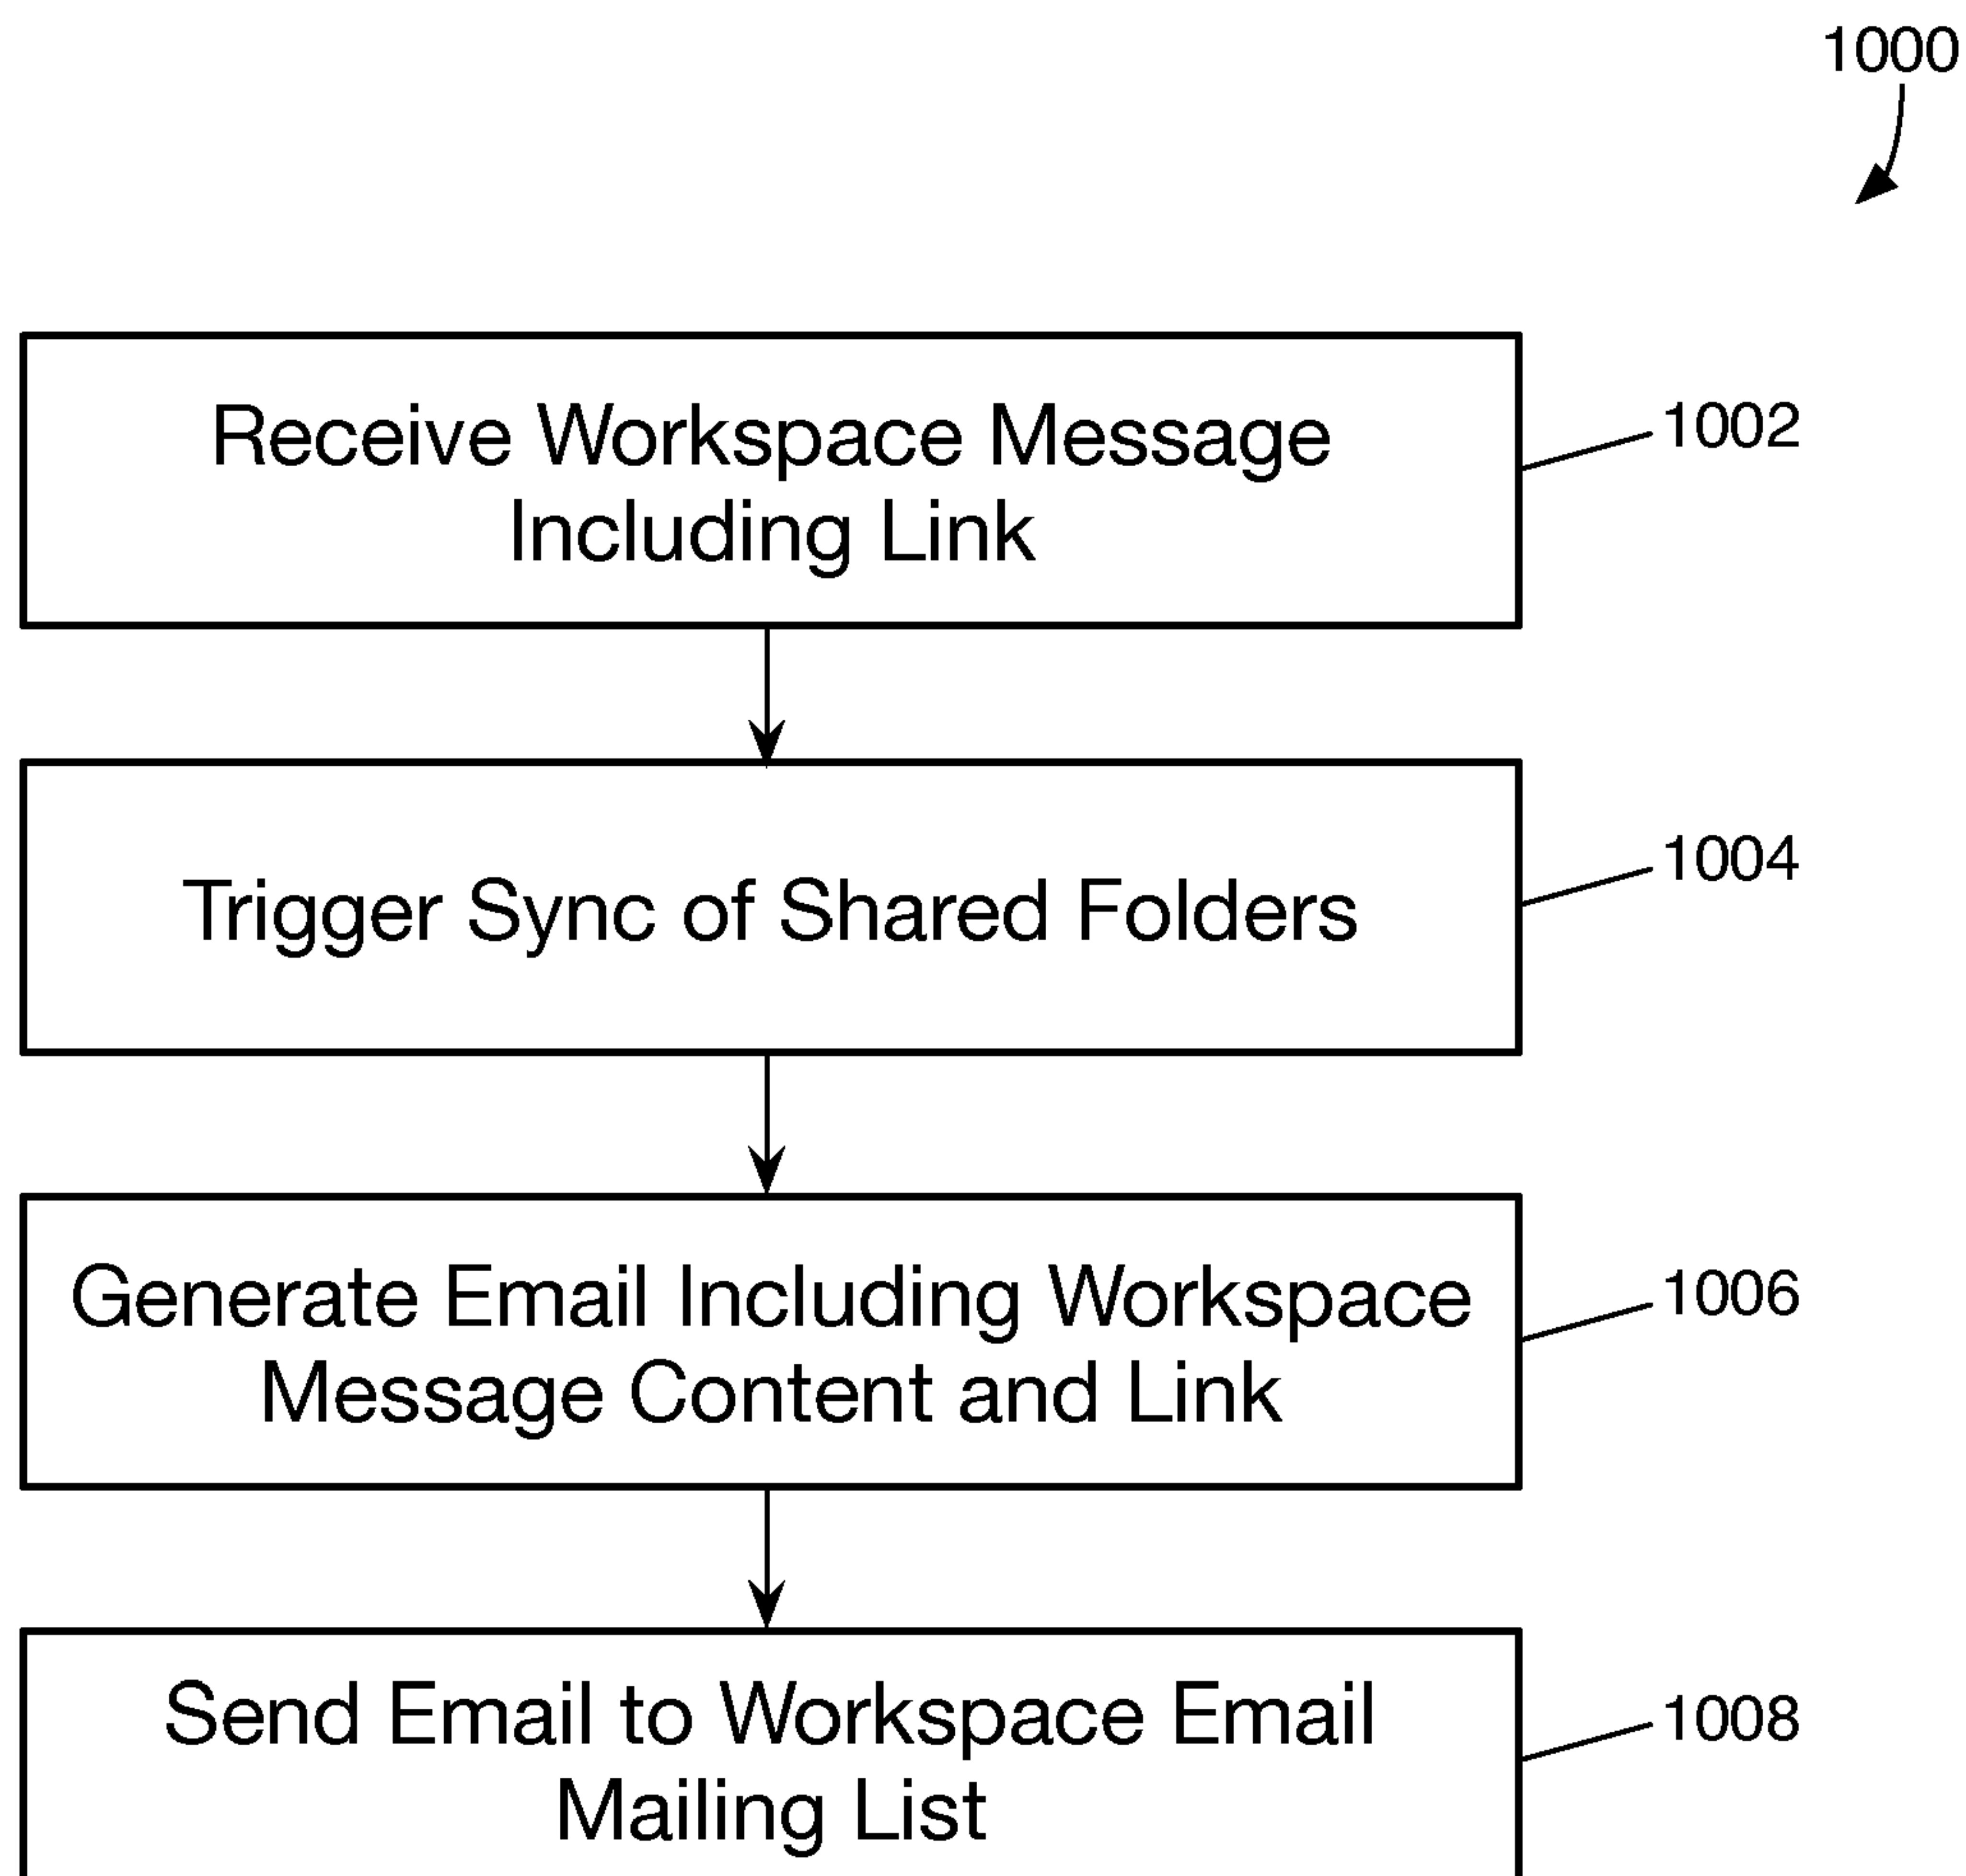 1000
Receive Workspace Message
Including Link
1002
Trigger Sync of Shared Folders
1004
Generate Email Including Workspace
Message Content and Link
1006
Send Email to Workspace Email
Mailing List
1008